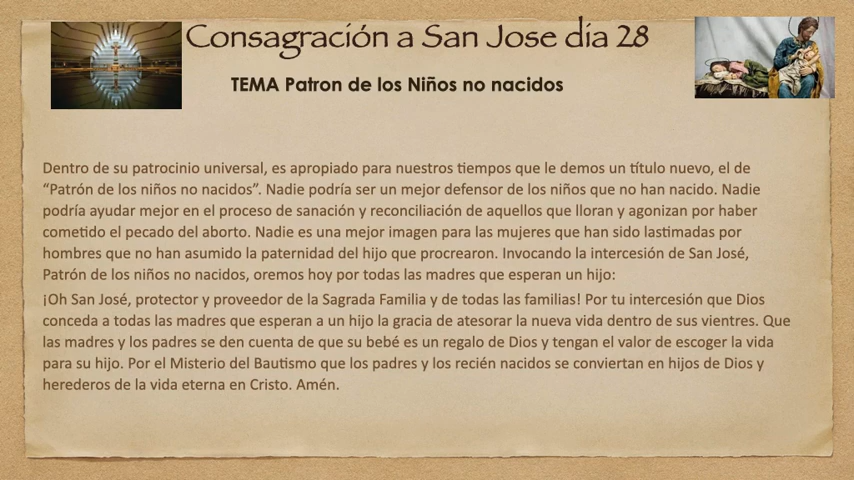 Consagración a San Jose dia 28
TEMA Patron de los Niños no nacidos
Dentro de su patrocinio universal, es apropiado para nuestros tiempos que le demos un título nuevo, el de
“Patrón de los niños no nacidos”. Nadie podría ser un mejor defensor de los niños que no han nacido. Nadie
podría ayudar mejor en el proceso de sanación y reconciliación de aquellos que lloran y agonizan por haber
cometido el pecado del aborto. Nadie es una mejor imagen para las mujeres que han sido lastimadas por
hombres que no han asumido la paternidad del hijo que procrearon. Invocando la intercesión de San José,
Patrón de los niños no nacidos, oremos hoy por todas las madres que esperan un hijo:
¡Oh San José, protector y proveedor de la Sagrada Familia y de todas las familias! Por tu intercesión que Dios
conceda a todas las madres que esperan a un hijo la gracia de atesorar la nueva vida dentro de sus vientres. Que
las madres y los padres se den cuenta de que su bebé es un regalo de Dios y tengan el valor de escoger la vida
para su hijo. Por el Misterio del Bautismo que los padres y los recién nacidos se conviertan en hijos de Dios y
herederos de la vida eterna en Cristo. Amén.